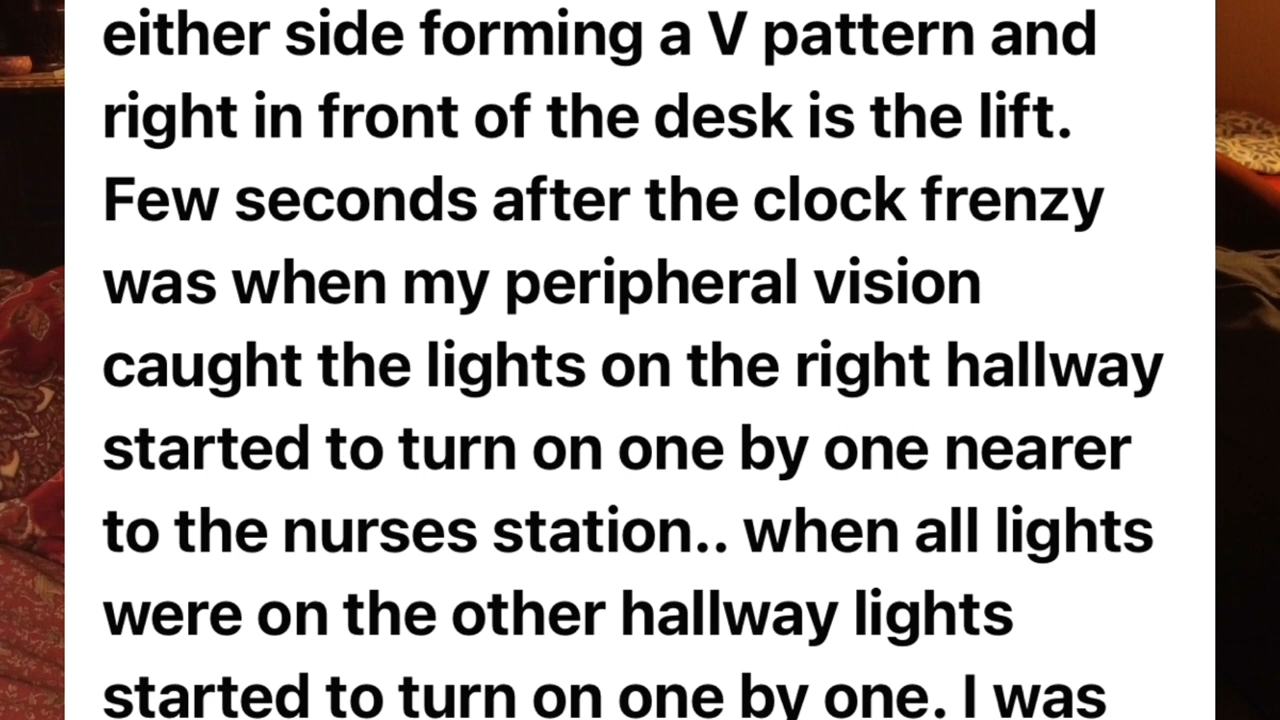 either side forming a V pattern and
right in front of the desk is the lift.
Few seconds after the clock frenzy
was when my peripheral vision
caught the lights on the right hallway
started to turn on one by one nearer
to the nurses station.. when all lights
were on the other hallway lights
started to turn on one by one. I was